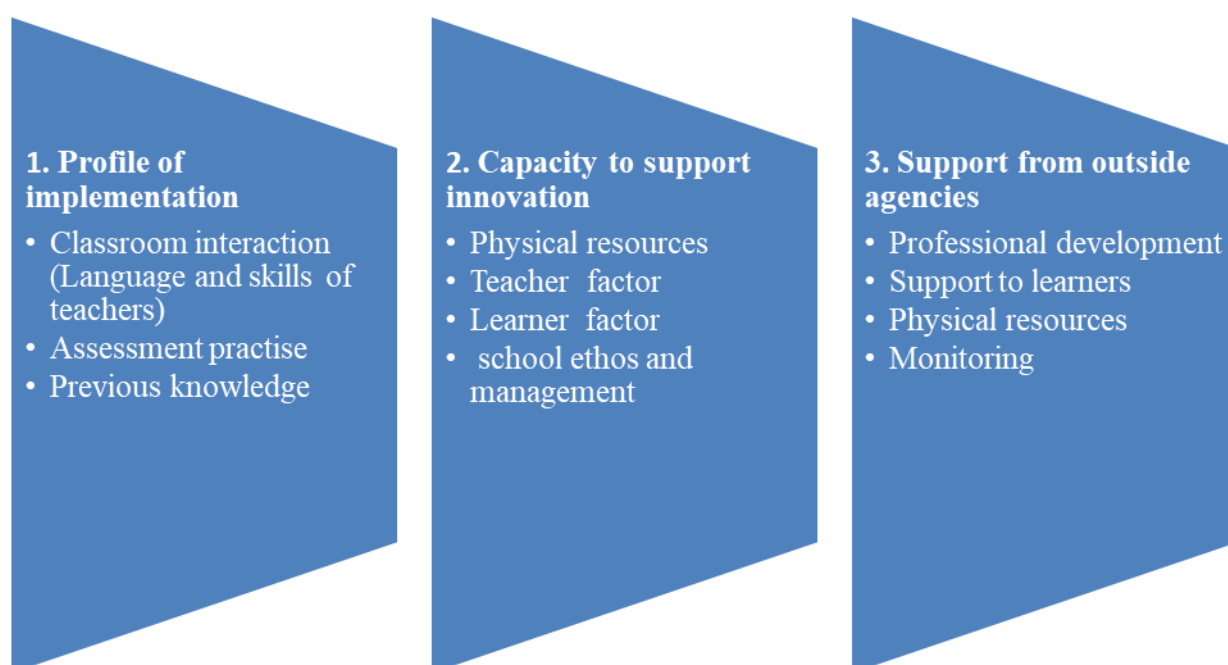 1. Profile of
implementation
• Classroom interaction
(Language and skills of
teachers)
• Assessment practise
• Previous knowledge
2. Capacity to support
innovation
• Physical resources
• Teacher factor
• Learner factor
• school ethos and
management
3. Support from outside
agencies
• Professional development
• Support to learners
• Physical resources
• Monitoring